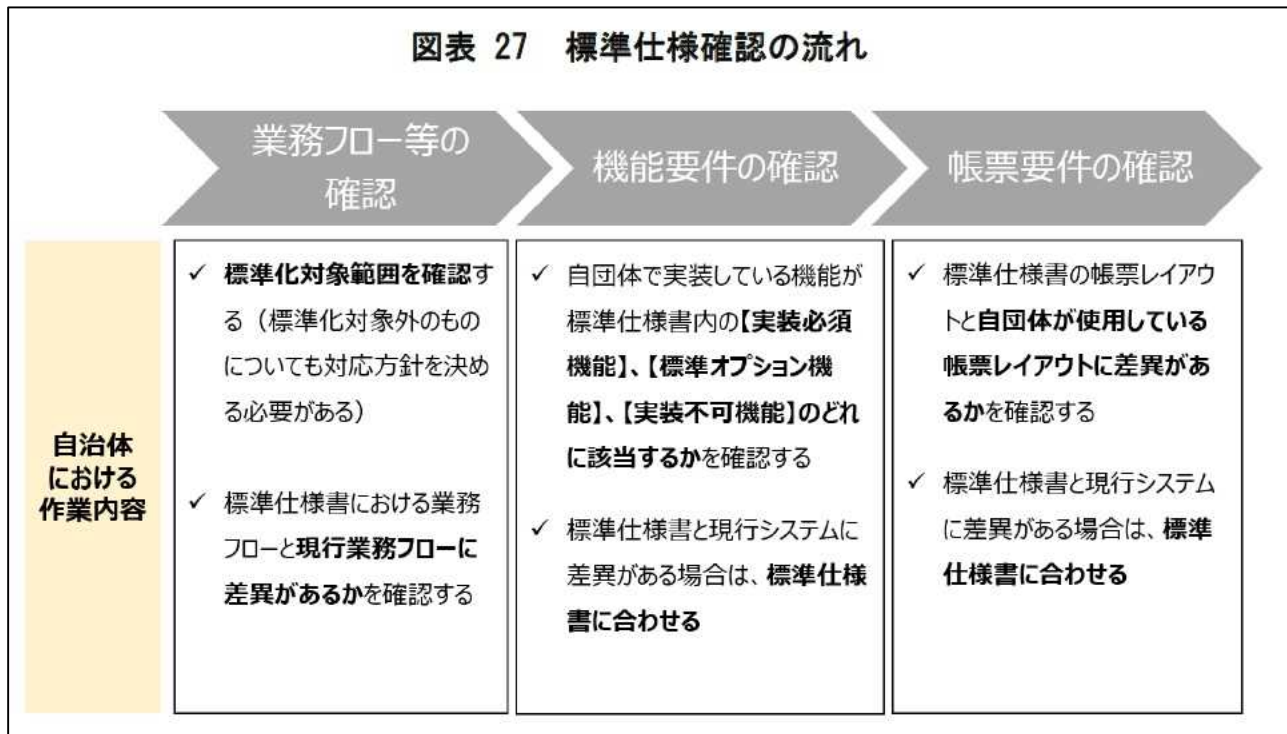 図表 27 標準仕様確認の流れ
業務フロー等の
確認
機能要件の確認
帳票要件の確認
自治体
における
作業内容
✓ 標準化対象範囲を確認す
る（標準化対象外のもの
についても対応方針を決め
る必要がある）
✓ 標準仕様書における業務
フローと現行業務フローに
差異があるかを確認する
✓ 自団体で実装している機能が
標準仕様書内の【実装必須
機能】、【標準オプション機
能】、【実装不可機能】のどれ
に該当するかを確認する
✓ 標準仕様書と現行システムに
差異がある場合は、標準仕様
書に合わせる
✓ 標準仕様書の帳票レイアウ
トと自団体が使用している
帳票レイアウトに差異があ
るかを確認する
✓ 標準仕様書と現行システム
に差異がある場合は、標準
仕様書に合わせる